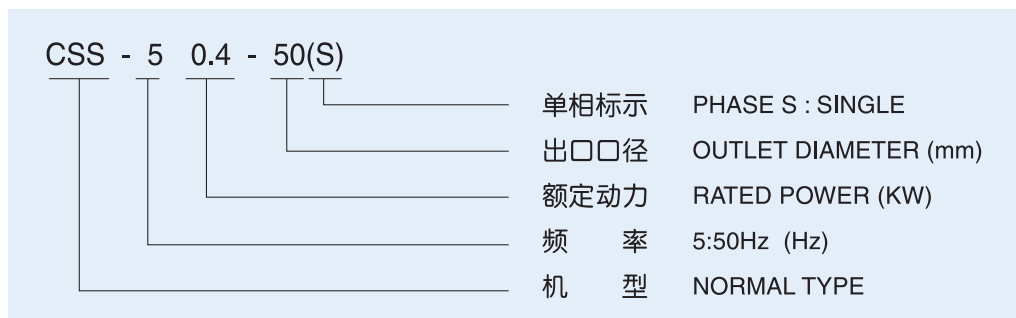 CSS - 5 0.4 - 50(S)
单相标示 PHASE S : SINGLE
出口口径 OUTLET DIAMETER (mm)
额定动力 RATED POWER (KW)
频 率 5:50Hz (Hz)
机 型 NORMAL TYPE